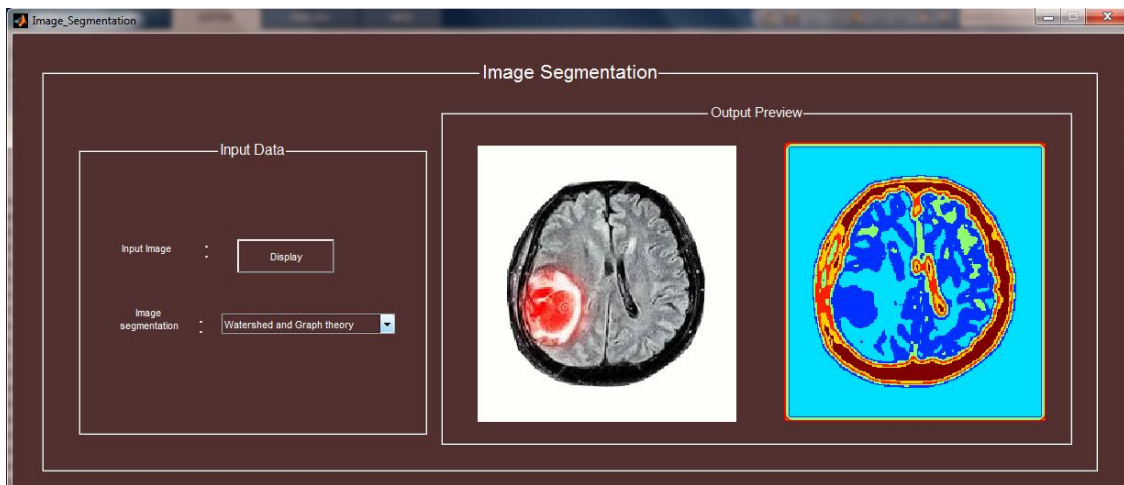 Image_Segmentation
Image Segmentation
Output Preview
Input Data
Input Image :
Display
Image
segmentation :
Watershed and Graph theory